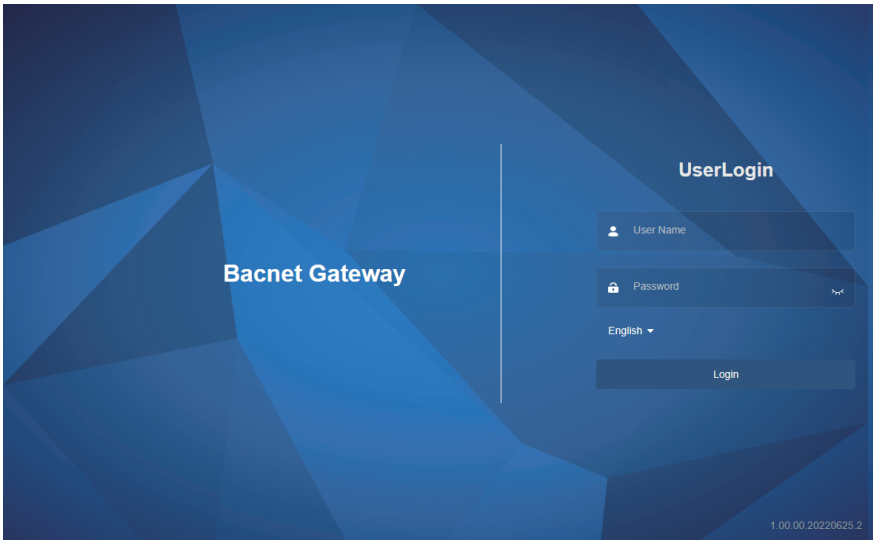 Bacnet Gateway
UserLogin
User Name
Password
English
Login
1.00.00.20220625.2